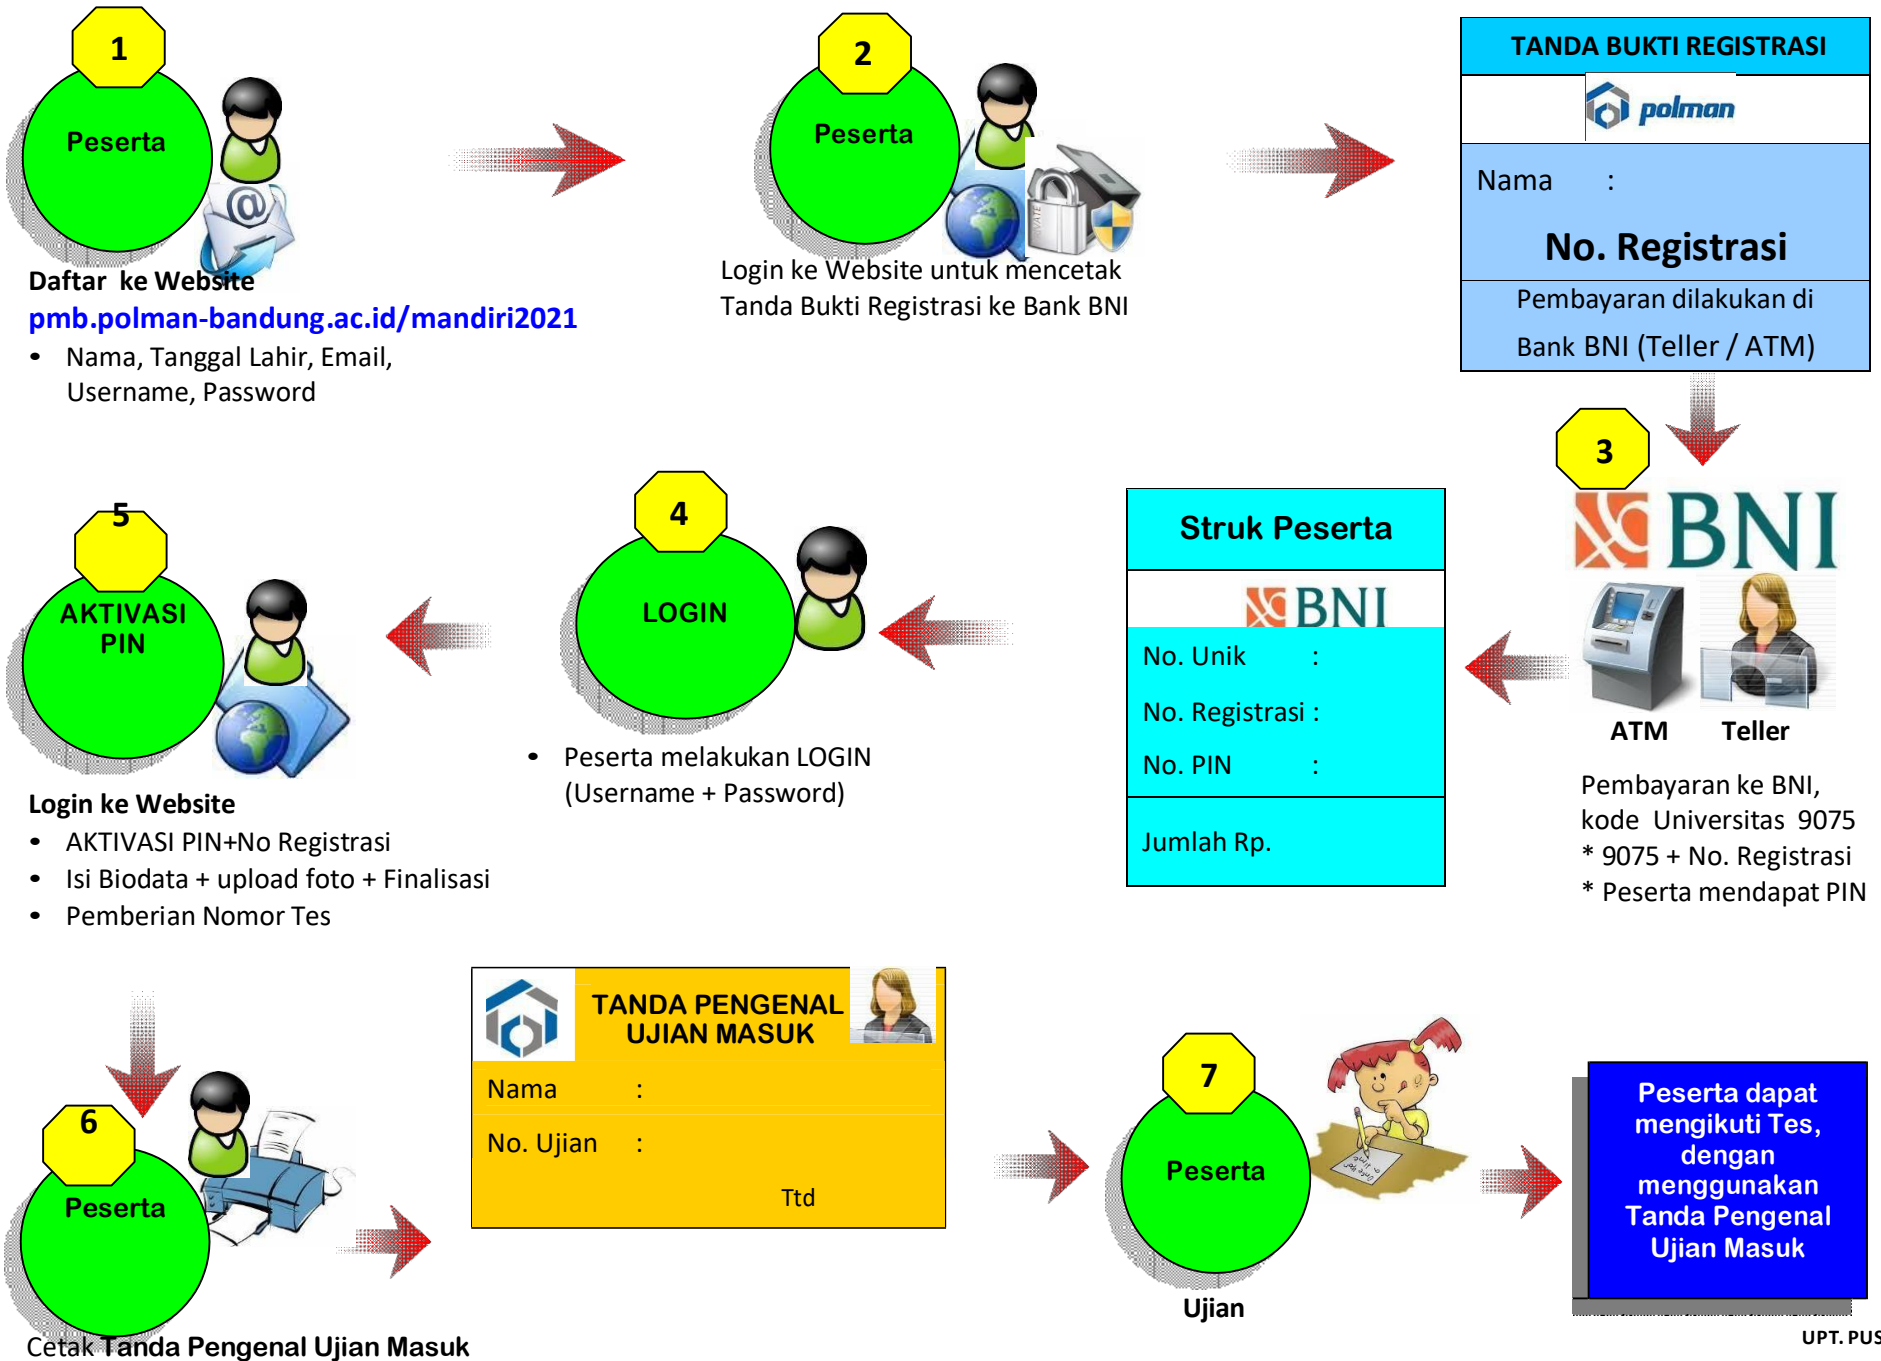 1
Peserta
Daftar ke Website
pmb.polman-bandung.ac.id/mandiri2021
• Nama, Tanggal Lahir, Email,
Username, Password
2
Peserta
PRIVATE
Login ke Website untuk mencetak
Tanda Bukti Registrasi ke Bank BNI
TANDA BUKTI REGISTRASI
polman
Nama :
No. Registrasi
Pembayaran dilakukan di
Bank BNI (Teller / ATM)
3
BNI
ATM Teller
Pembayaran ke BNI,
kode Universitas 9075
* 9075 + No. Registrasi
* Peserta mendapat PIN
Struk Peserta
BNI
No. Unik :
No. Registrasi :
No. PIN :
Jumlah Rp.
4
LOGIN
• Peserta melakukan LOGIN
(Username + Password)
5
AKTIVASI
PIN
Login ke Website
• AKTIVASI PIN+No Registrasi
• Isi Biodata + upload foto + Finalisasi
• Pemberian Nomor Tes
6
Peserta
Cetak Tanda Pengenal Ujian Masuk
TANDA PENGENAL
UJIAN MASUK
Nama :
No. Ujian :
Ttd
7
Peserta
Ujian
Peserta dapat
mengikuti Tes,
dengan
menggunakan
Tanda Pengenal
Ujian Masuk
UPT. PUS